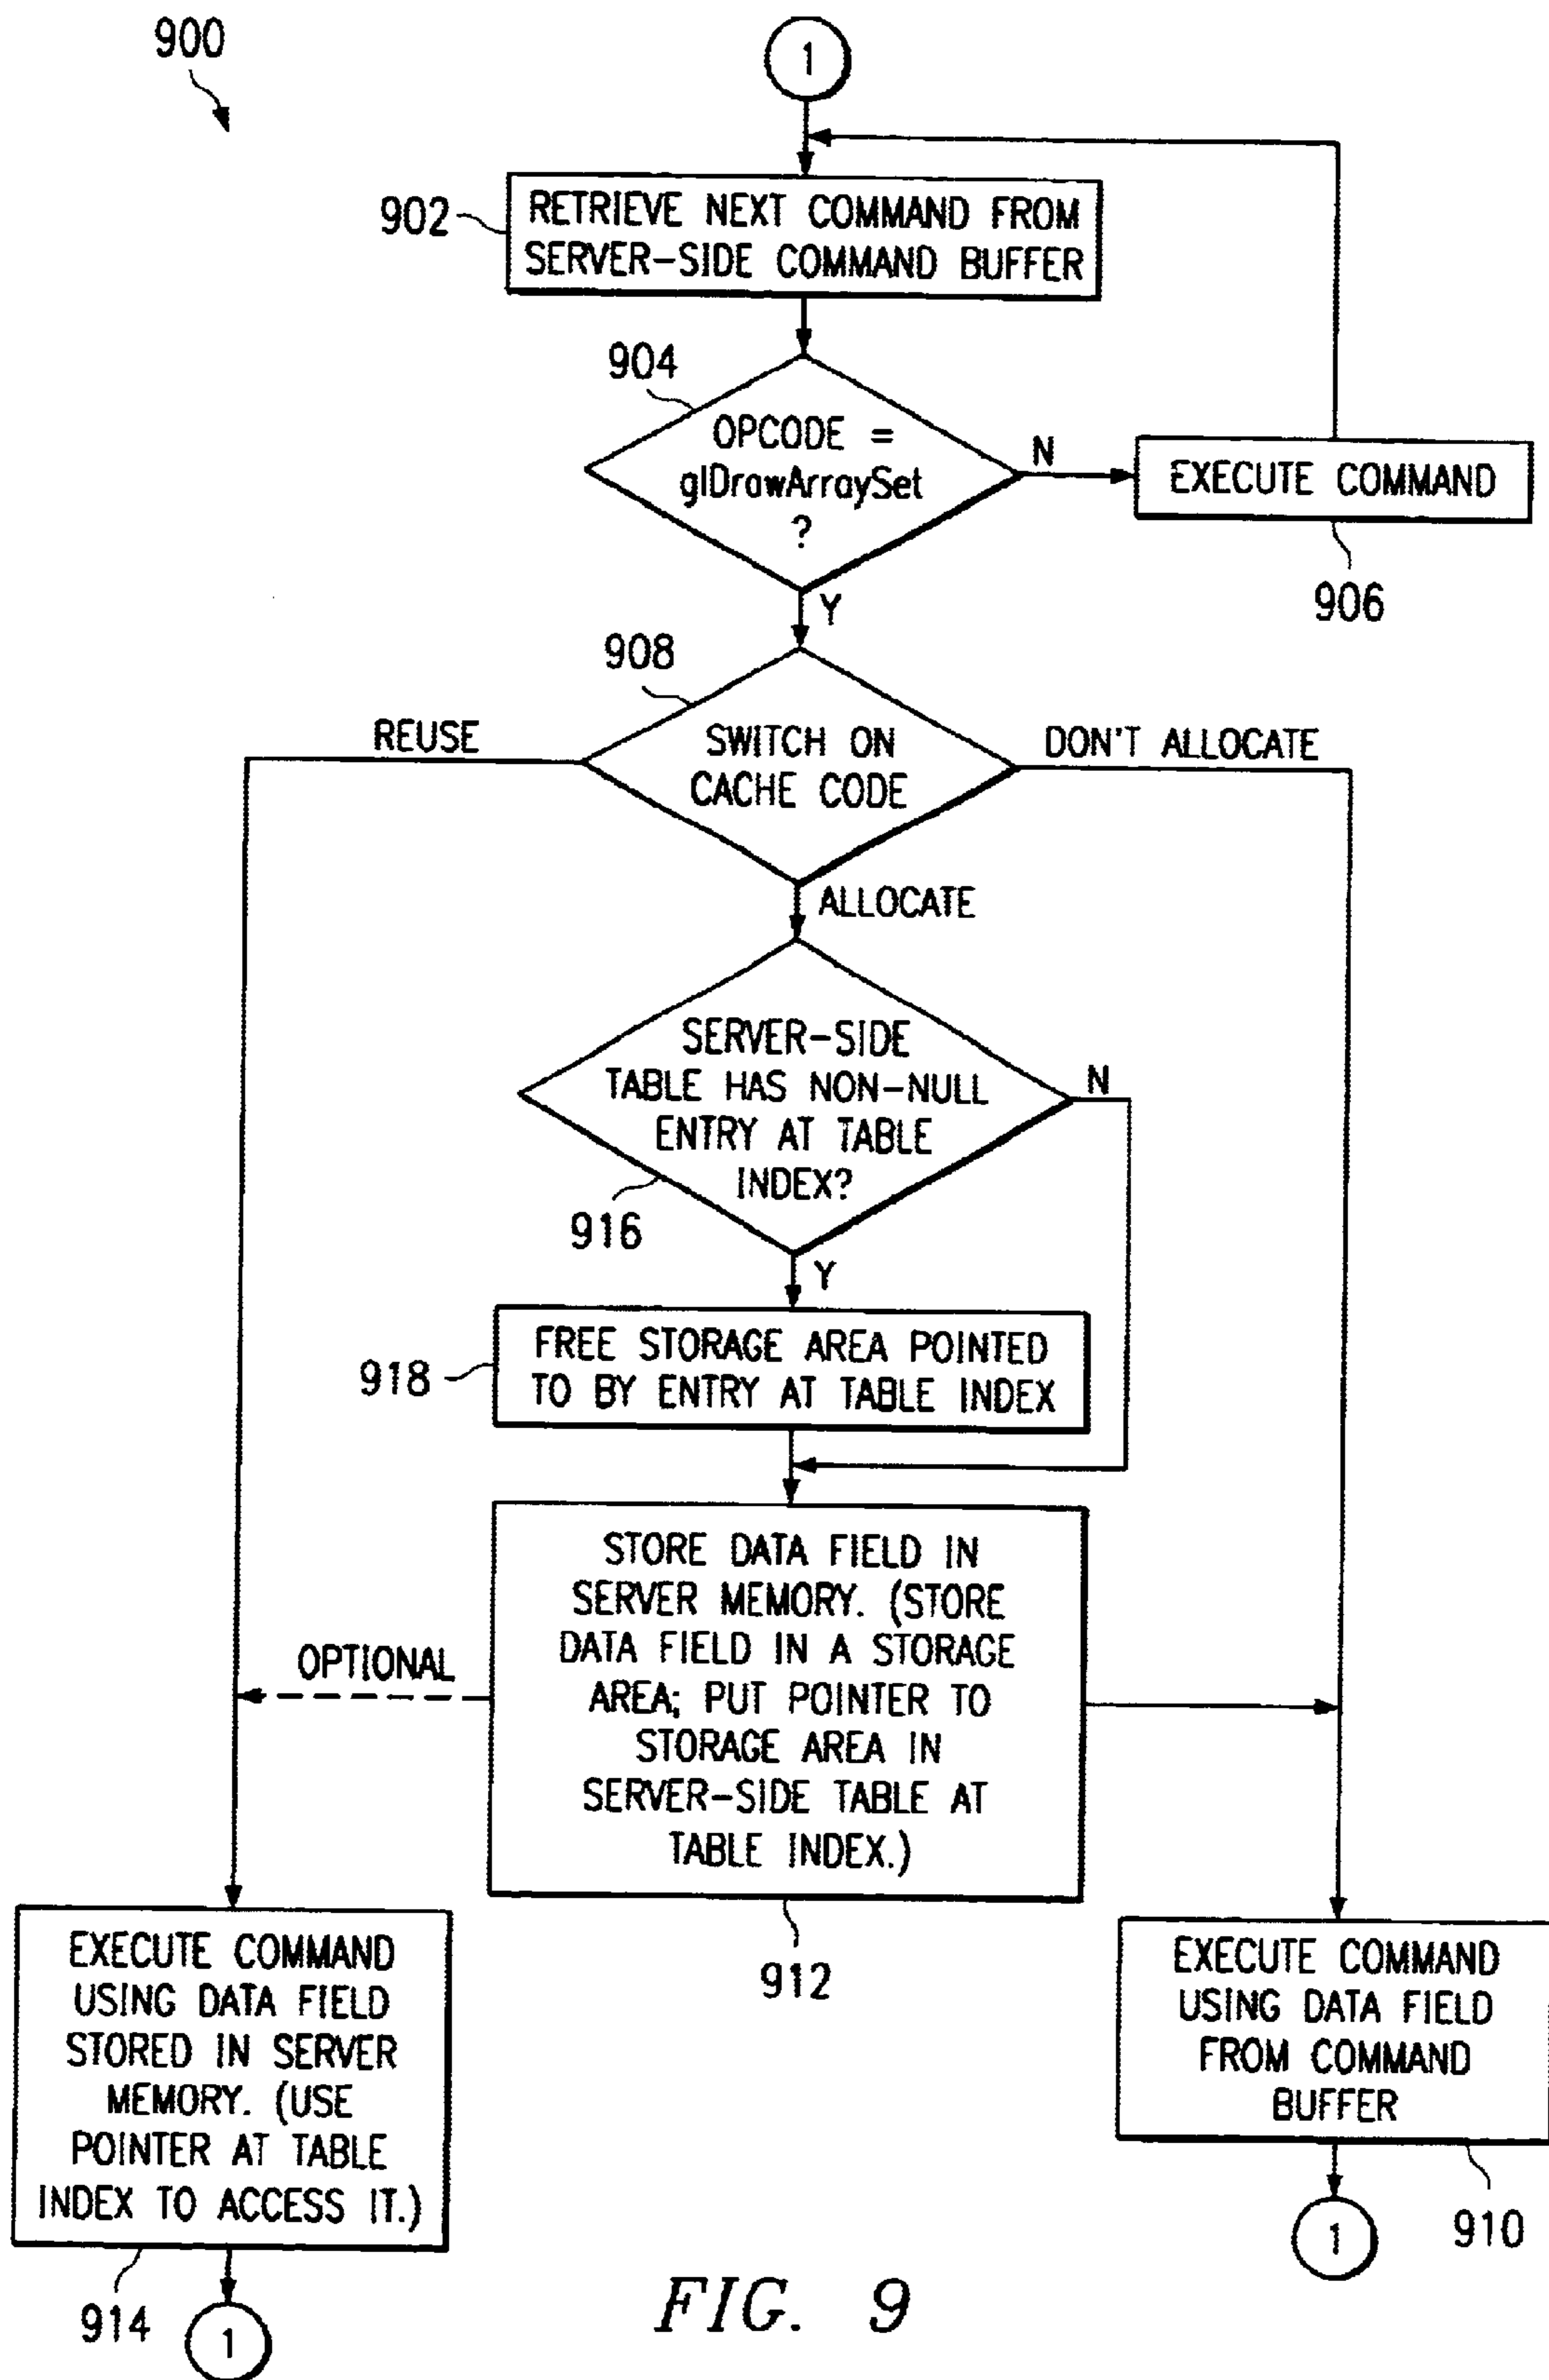 900
1
902
RETRIEVE NEXT COMMAND FROM
SERVER-SIDE COMMAND BUFFER
904
OPCODE =
glDrawArraySet
?
N
EXECUTE COMMAND
906
Y
908
REUSE
SWITCH ON
CACHE CODE
DON'T ALLOCATE
ALLOCATE
SERVER-SIDE
TABLE HAS NON-NULL
ENTRY AT TABLE
INDEX?
N
916
Y
918
FREE STORAGE AREA POINTED
TO BY ENTRY AT TABLE INDEX
STORE DATA FIELD IN
SERVER MEMORY. (STORE
DATA FIELD IN A STORAGE
AREA; PUT POINTER TO
STORAGE AREA IN
SERVER-SIDE TABLE AT
TABLE INDEX.)
OPTIONAL
912
EXECUTE COMMAND
USING DATA FIELD
STORED IN SERVER
MEMORY. (USE
POINTER AT TABLE
INDEX TO ACCESS IT.)
914
1
EXECUTE COMMAND
USING DATA FIELD
FROM COMMAND
BUFFER
910
1
FIG. 9